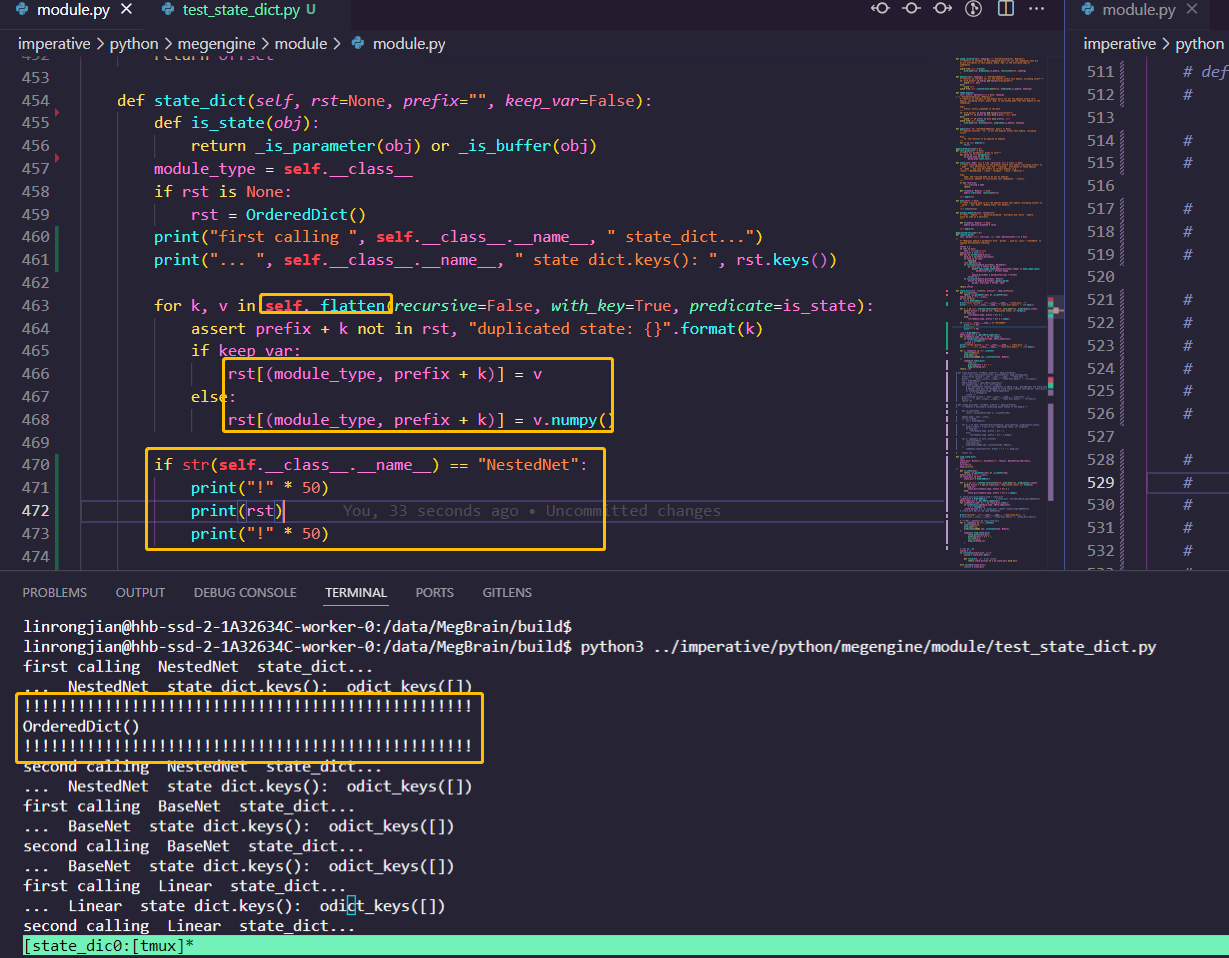 module.py
test_state_dict.py U
module.py
imperative > python > megengine > module > module.py
imperative > python
452 return offset
453
454 def state_dict(self, rst=None, prefix="", keep_var=False):
455 def is_state(obj):
456 return _is_parameter(obj) or _is_buffer(obj)
457 module_type = self.__class__
458 if rst is None:
459 rst = OrderedDict()
460 print("first calling ", self.__class__.__name__, " state_dict...")
461 print("... ", self.__class__.__name__, " state dict.keys(): ", rst.keys())
462
463 for k, v in self._flatten(recursive=False, with_key=True, predicate=is_state):
464 assert prefix + k not in rst, "duplicated state: {}".format(k)
465 if keep_var:
466 rst[(module_type, prefix + k)] = v
467 else:
468 rst[(module_type, prefix + k)] = v.numpy()
469
470 if str(self.__class__.__name__) == "NestedNet":
471 print("!" * 50)
472 print(rst) You, 33 seconds ago • Uncommitted changes
473 print("!" * 50)
474
511 # def
512 #
513
514 #
515 #
516
517 #
518 #
519 #
520
521 #
522 #
523 #
524 #
525 #
526 #
527
528 #
529 #
530 #
531 #
532 #
PROBLEMS OUTPUT DEBUG CONSOLE TERMINAL PORTS GITLENS
linrongjian@hhb-ssd-2-1A32634C-worker-0:/data/MegBrain/build$
linrongjian@hhb-ssd-2-1A32634C-worker-0:/data/MegBrain/build$ python3 ../imperative/python/megengine/module/test_state_dict.py
first calling  NestedNet  state_dict...
...  NestedNet  state dict.keys():  odict_keys([])
!!!!!!!!!!!!!!!!!!!!!!!!!!!!!!!!!!!!!!!!!!!!!!!!!!
OrderedDict()
!!!!!!!!!!!!!!!!!!!!!!!!!!!!!!!!!!!!!!!!!!!!!!!!!!
second calling  NestedNet  state_dict...
...  NestedNet  state dict.keys():  odict_keys([])
first calling  BaseNet  state_dict...
...  BaseNet  state dict.keys():  odict_keys([])
second calling  BaseNet  state_dict...
...  BaseNet  state dict.keys():  odict_keys([])
first calling  Linear  state_dict...
...  Linear  state dict.keys():  odict_keys([])
second calling  Linear  state_dict...
[state_dic0:[tmux]*